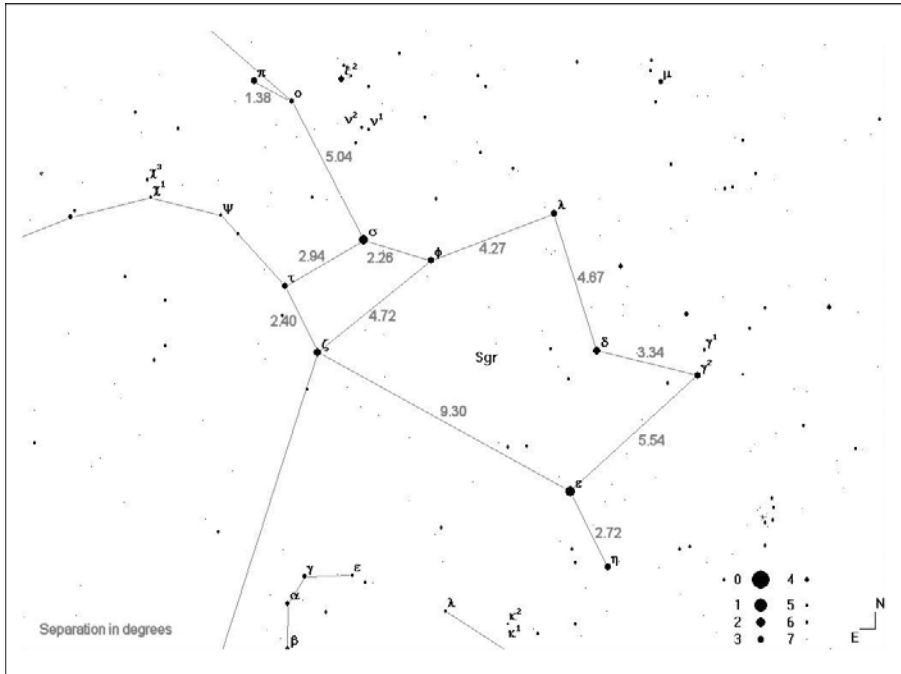 π
ξ²
μ
ο
1.38
ν² ν¹
5.04
χ³
χ¹
ψ
λ
σ
φ
4.27
2.94
2.26
4.67
τ
4.72
2.40
γ¹
ζ
δ
3.34
Sgr
γ²
9.30
5.54
ε
2.72
η
γ
ε
0 4
α
λ
1 5
N
κ²
2 6
Separation in degrees
κ¹
E
β
3 7